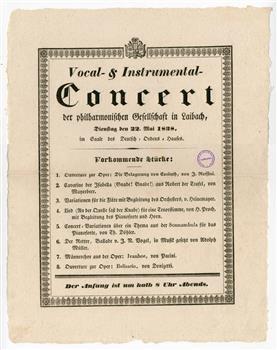 Vocal- & Instrumental-
Concert
der philharmonischen Gesellschaft in Laibach,
Dienstag den 22. Mai 1838.
im Saale des Deutsch-Ordens-Hauses.
Vorkommende Stücke:
1. Ouverture zur Oper: Die Belagerung von Corinth, von J. Rossini.
2. Cavatine der Isabella (Gnade! Gnade!) aus Robert der Teufel, von Mayerbeer.
3. Variationen für die Flöte mit Begleitung des Orchesters, v. Heinemayer.
4. Lied (An der Quelle saß der Knabe) für eine Tenorstimme, von H. Proch, mit Begleitung des Pianoforte und Horn.
5. Concert-Variationen über ein Thema aus der Sonnambula für das Pianoforte, von Th. Döhler.
6. Der Retter, Ballade v. J. N. Vogel, in Musik gesetzt von Adolph Müller.
7. Männerchor aus der Oper: Ivanhoe, von Pacini.
8. Ouverture zur Oper: Belisario, von Donizetti.
Der Anfang ist um halb 8 Uhr Abends.